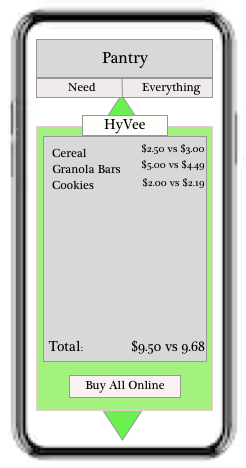 Pantry
Need Everything
HyVee
Cereal $2.50 vs $3.00
Granola Bars $5.00 vs $4.49
Cookies $2.00 vs $2.19
Total: $9.50 vs 9.68
Buy All Online